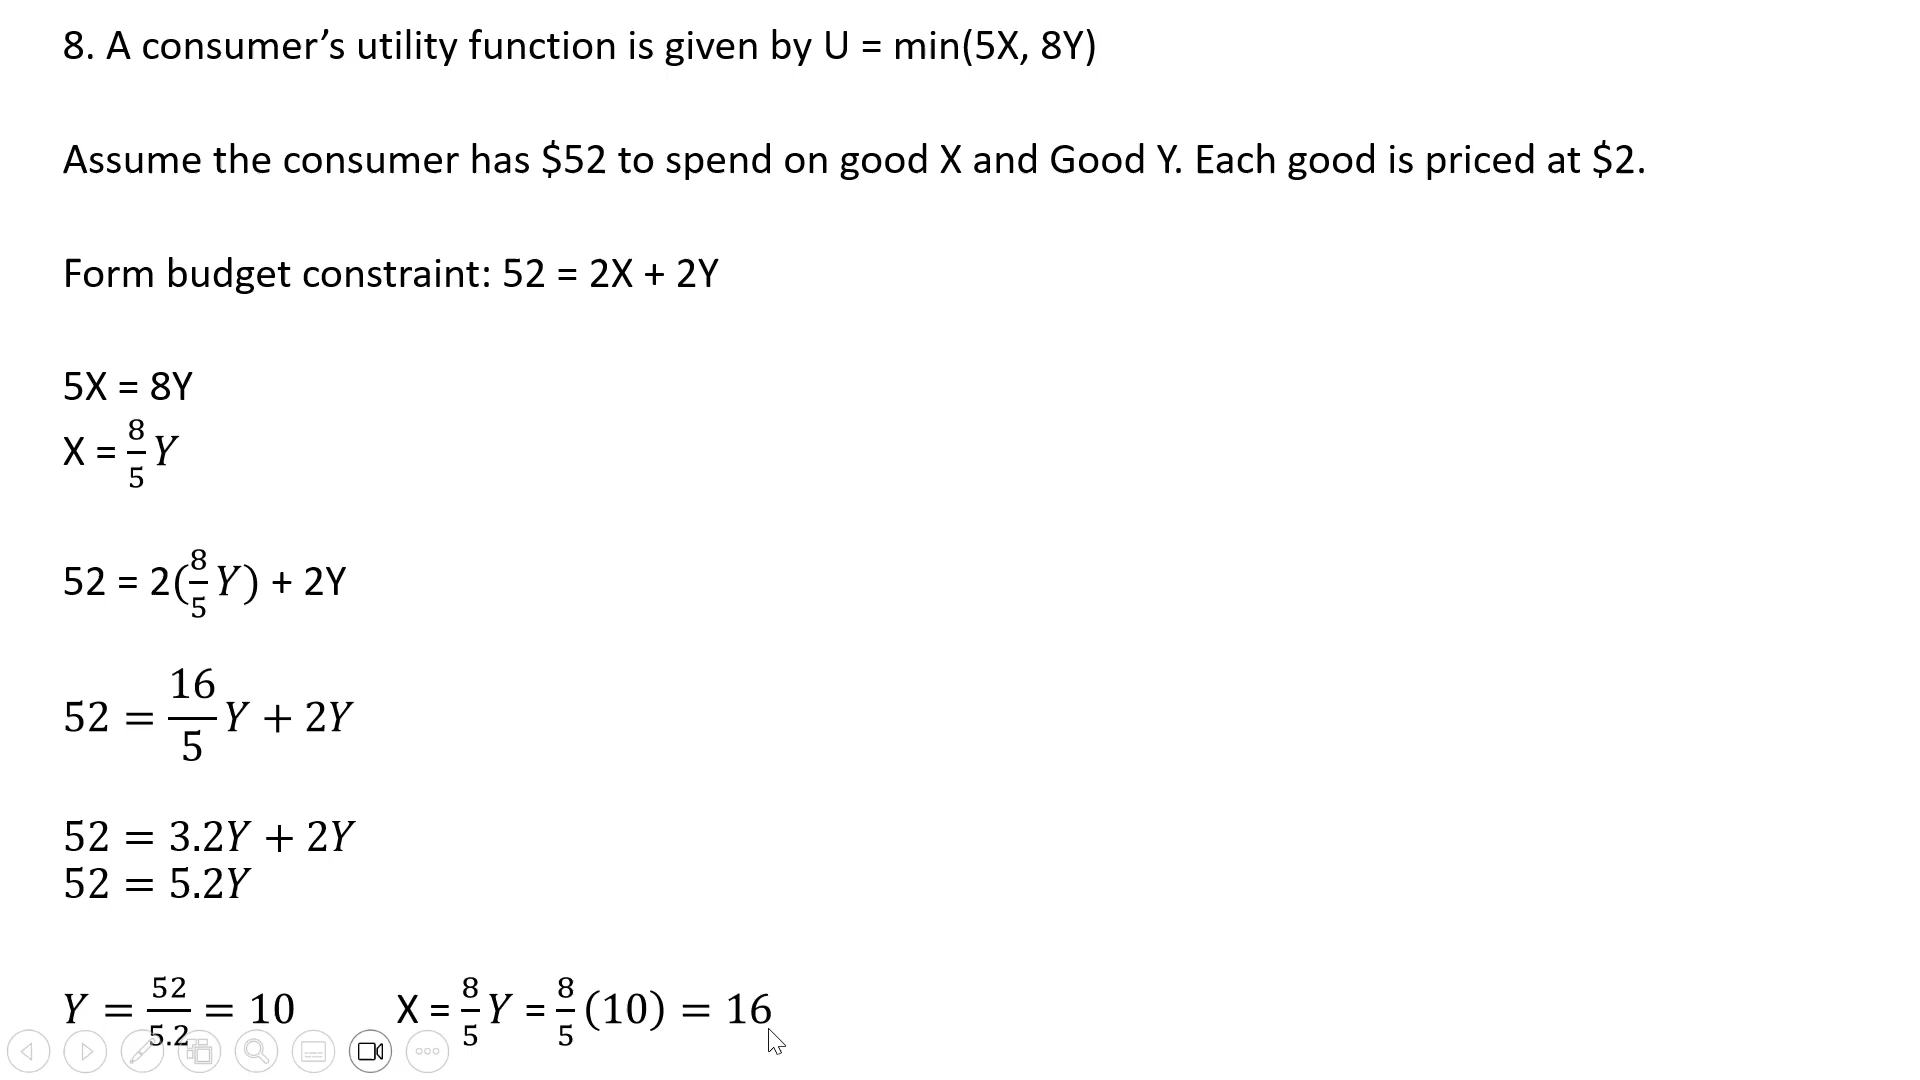 8. A consumer’s utility function is given by U = min(5X, 8Y)
Assume the consumer has $52 to spend on good X and Good Y. Each good is priced at $2.
Form budget constraint: 52 = 2X + 2Y
5X = 8Y
X = 8/5 Y
52 = 2(8/5 Y) + 2Y
52 = 16/5 Y + 2Y
52 = 3.2Y + 2Y
52 = 5.2Y
Y = 52/5.2 = 10 X = 8/5 Y = 8/5 (10) = 16